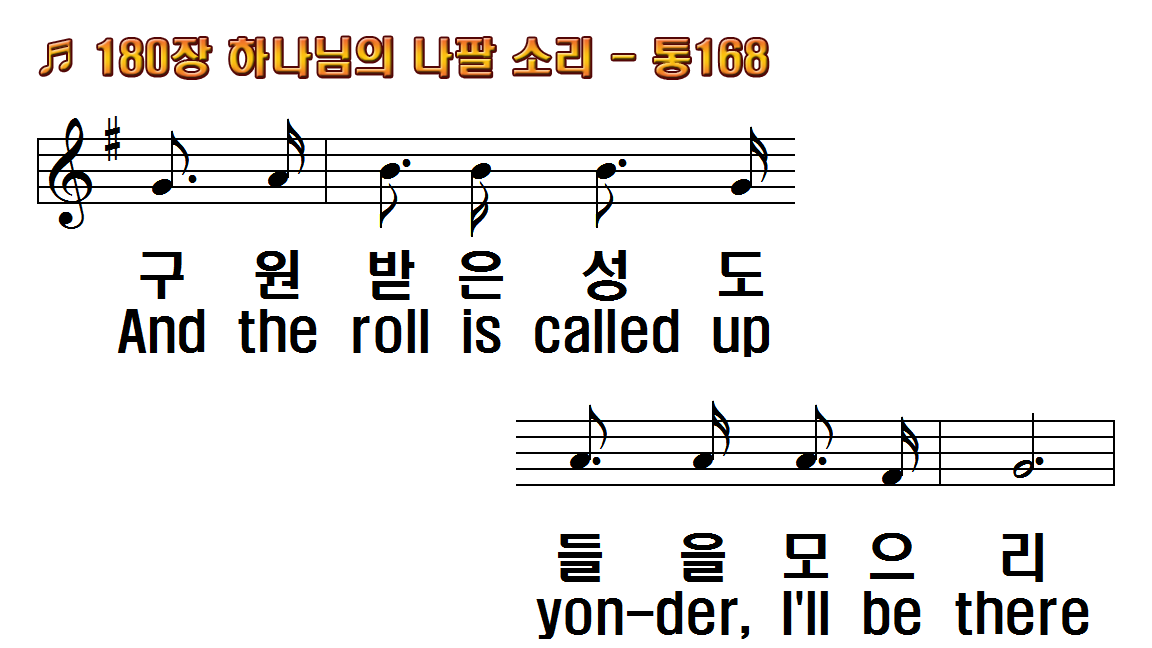 ♬ 180장 하나님의 나팔 소리 - 통168
구 원 받 은 성 도
And the roll is called up
들 을 모 으 리
yon-der, I'll be there